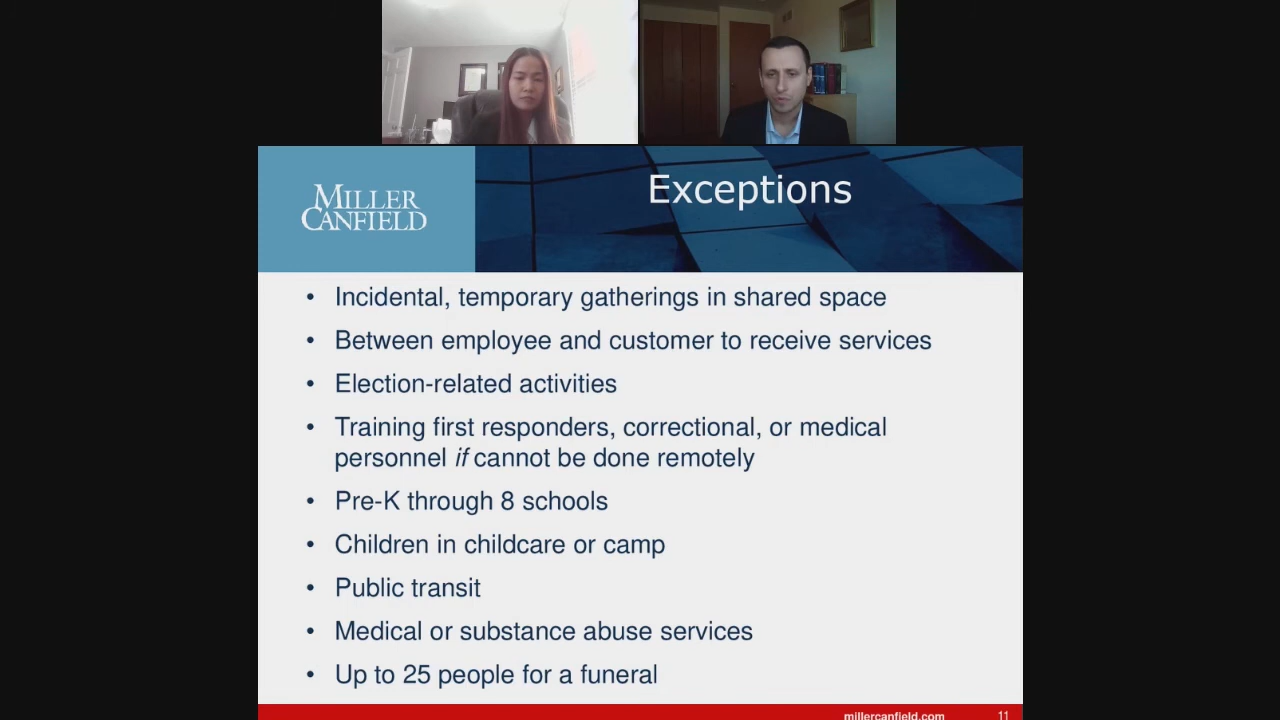 MILLER
CANFIELD
Exceptions
• Incidental, temporary gatherings in shared space
• Between employee and customer to receive services
• Election-related activities
• Training first responders, correctional, or medical
personnel if cannot be done remotely
• Pre-K through 8 schools
• Children in childcare or camp
• Public transit
• Medical or substance abuse services
• Up to 25 people for a funeral
millercanfield.com 11